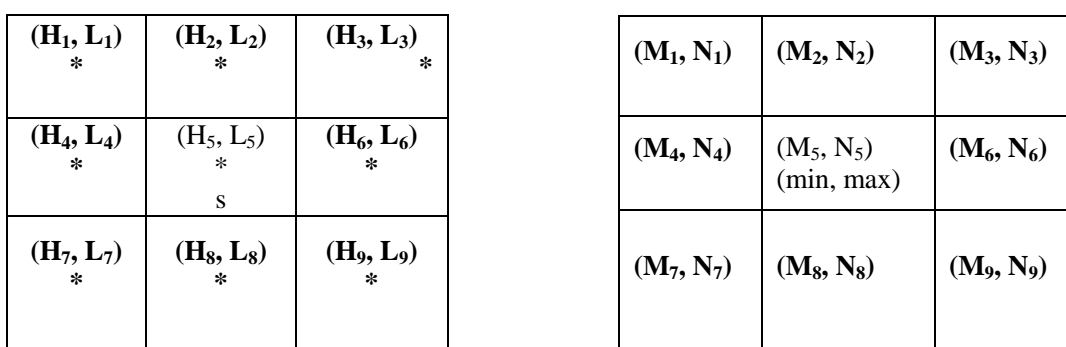 (H₁, L₁) (H₂, L₂) (H₃, L₃)
* * *
(H₄, L₄) (H₅, L₅) (H₆, L₆)
* * *
s
(H₇, L₇) (H₈, L₈) (H₉, L₉)
* * *
(M₁, N₁) (M₂, N₂) (M₃, N₃)
(M₄, N₄) (M₅, N₅) (M₆, N₆)
(min, max)
(M₇, N₇) (M₈, N₈) (M₉, N₉)